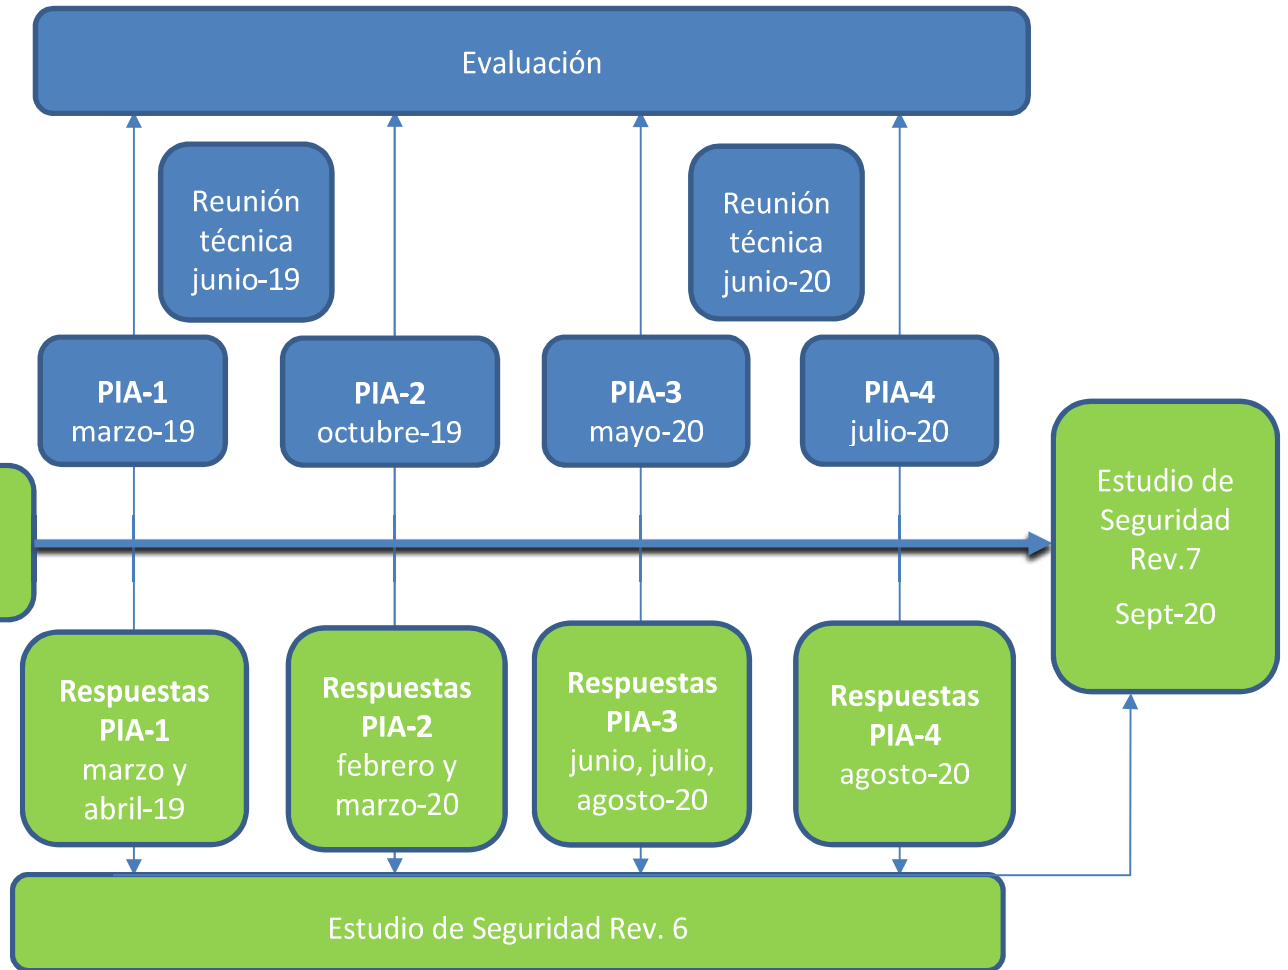 Evaluación
Reunión
técnica
junio-19
Reunión
técnica
junio-20
PIA-1
marzo-19
PIA-2
octubre-19
PIA-3
mayo-20
PIA-4
julio-20
Estudio de
Seguridad
Rev.7
Sept-20
Respuestas
PIA-1
marzo y
abril-19
Respuestas
PIA-2
febrero y
marzo-20
Respuestas
PIA-3
junio, julio,
agosto-20
Respuestas
PIA-4
agosto-20
Estudio de Seguridad Rev. 6